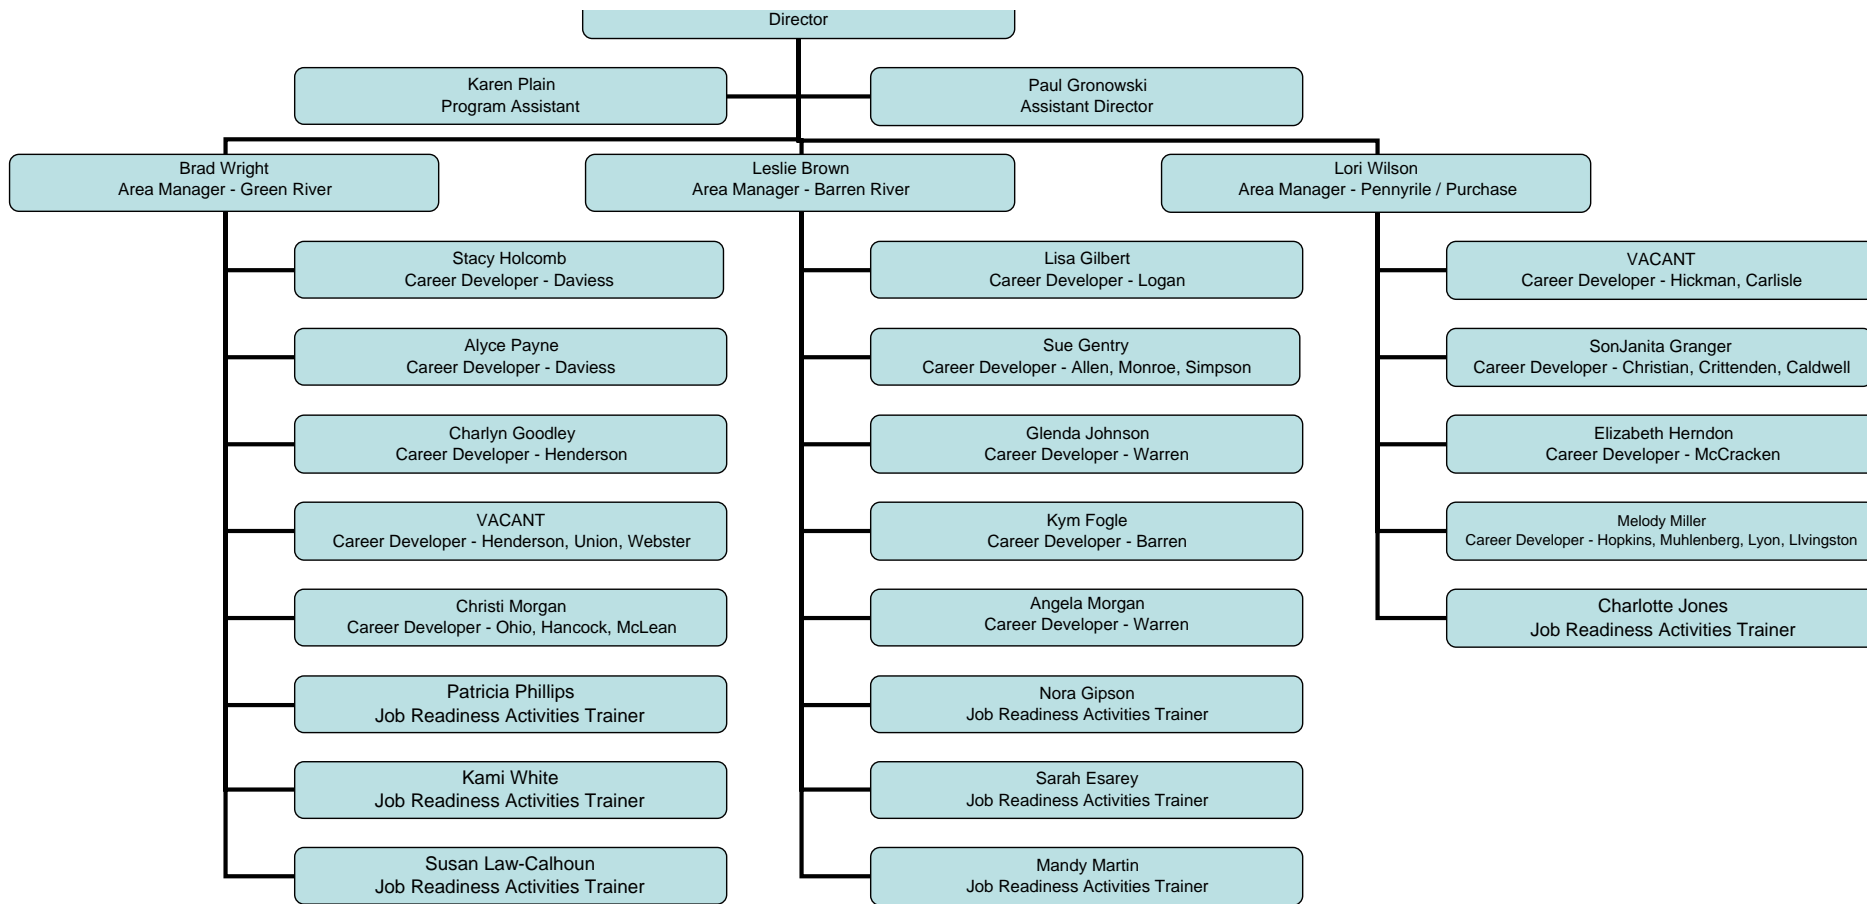 Director
Karen Plain
Program Assistant
Paul Gronowski
Assistant Director
Brad Wright
Area Manager - Green River
Leslie Brown
Area Manager - Barren River
Lori Wilson
Area Manager - Pennyrile / Purchase
Stacy Holcomb
Career Developer - Daviess
Alyce Payne
Career Developer - Daviess
Charlyn Goodley
Career Developer - Henderson
VACANT
Career Developer - Henderson, Union, Webster
Christi Morgan
Career Developer - Ohio, Hancock, McLean
Patricia Phillips
Job Readiness Activities Trainer
Kami White
Job Readiness Activities Trainer
Susan Law-Calhoun
Job Readiness Activities Trainer
Lisa Gilbert
Career Developer - Logan
Sue Gentry
Career Developer - Allen, Monroe, Simpson
Glenda Johnson
Career Developer - Warren
Kym Fogle
Career Developer - Barren
Angela Morgan
Career Developer - Warren
Nora Gipson
Job Readiness Activities Trainer
Sarah Esarey
Job Readiness Activities Trainer
Mandy Martin
Job Readiness Activities Trainer
VACANT
Career Developer - Hickman, Carlisle
SonJanita Granger
Career Developer - Christian, Crittenden, Caldwell
Elizabeth Herndon
Career Developer - McCracken
Melody Miller
Career Developer - Hopkins, Muhlenberg, Lyon, LIvingston
Charlotte Jones
Job Readiness Activities Trainer